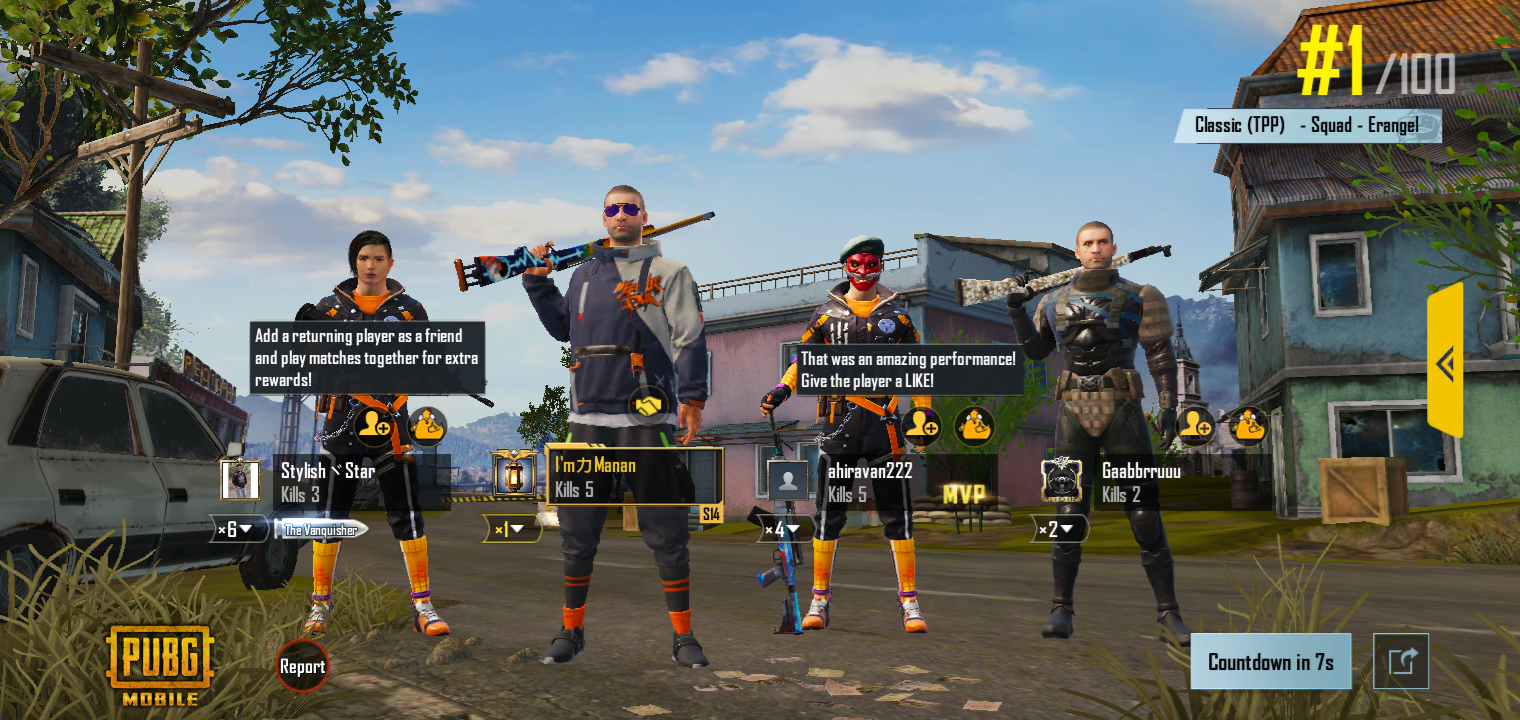 #1/100
Classic (TPP) - Squad - Erangel
Add a returning player as a friend
and play matches together for extra
rewards!
That was an amazing performance!
Give the player a LIKE!
Stylish丶Star
Kills 3
×6
The Vanquisher
I'm力Manan
Kills 5
S14
×1
ahiravan222
Kills 5
MVP
×4
Gaabbrruuu
Kills 2
×2
PUBG
MOBILE
Report
Countdown in 7s